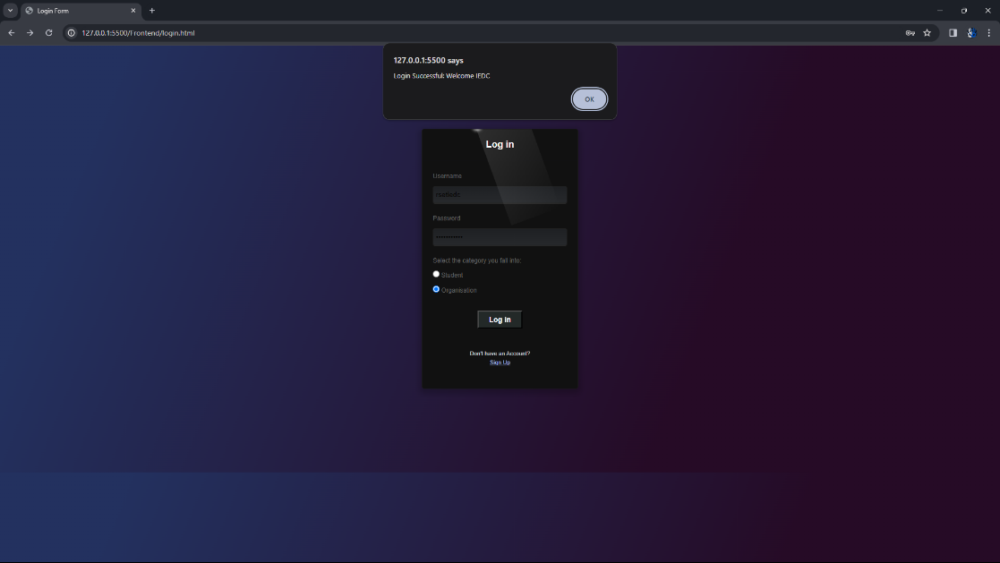 Login Form
127.0.0.1:5500/Frontend/login.html
127.0.0.1:5500 says
Login Successful: Welcome IEDC
OK
Log in
Username
Password
Select the category you fall into:
Student
Organisation
Log in
Don't have an Account?
Sign Up